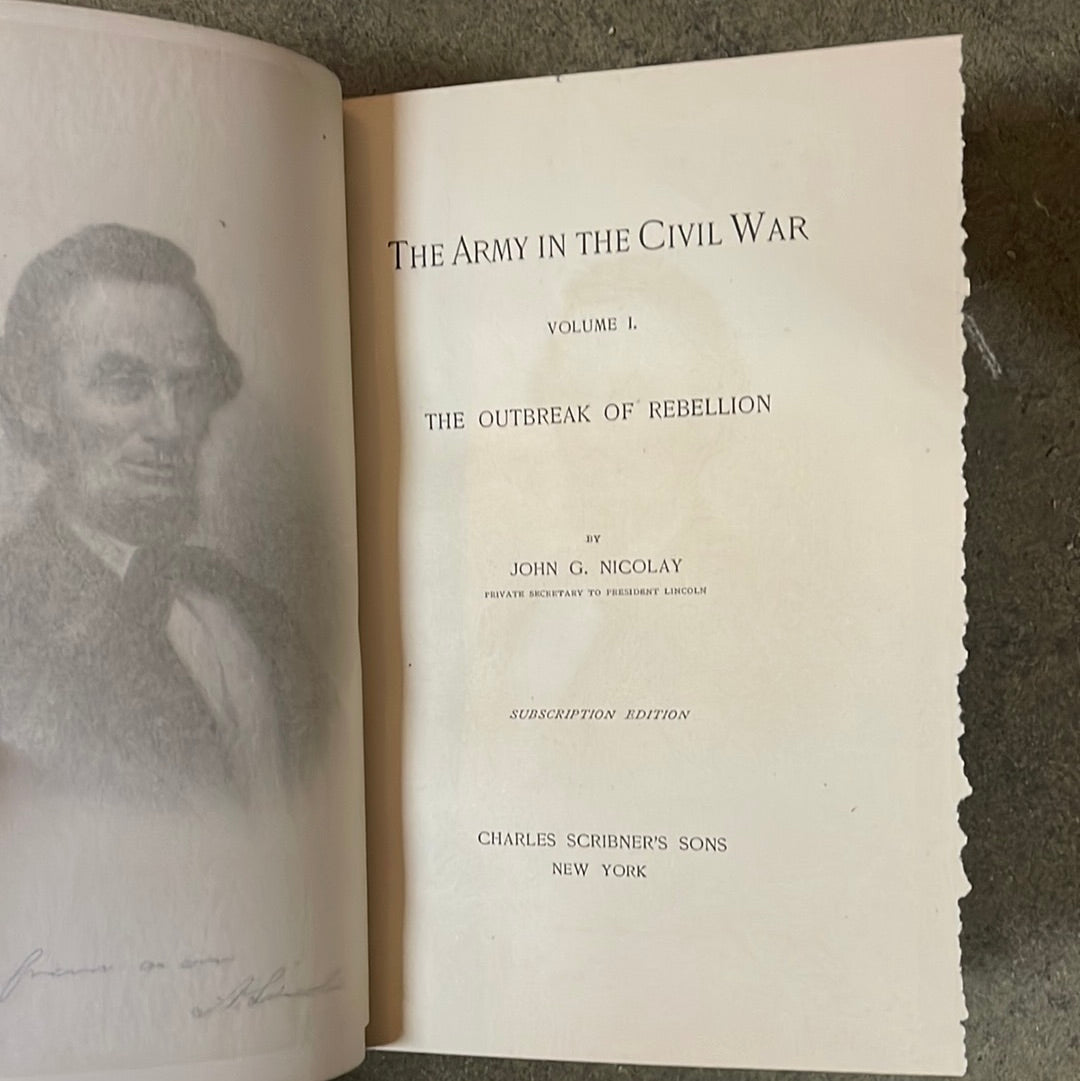 THE ARMY IN THE CIVIL WAR
VOLUME I.
THE OUTBREAK OF REBELLION
BY
JOHN G. NICOLAY
PRIVATE SECRETARY TO PRESIDENT LINCOLN
SUBSCRIPTION EDITION
CHARLES SCRIBNER'S SONS
NEW YORK
A. Lincoln